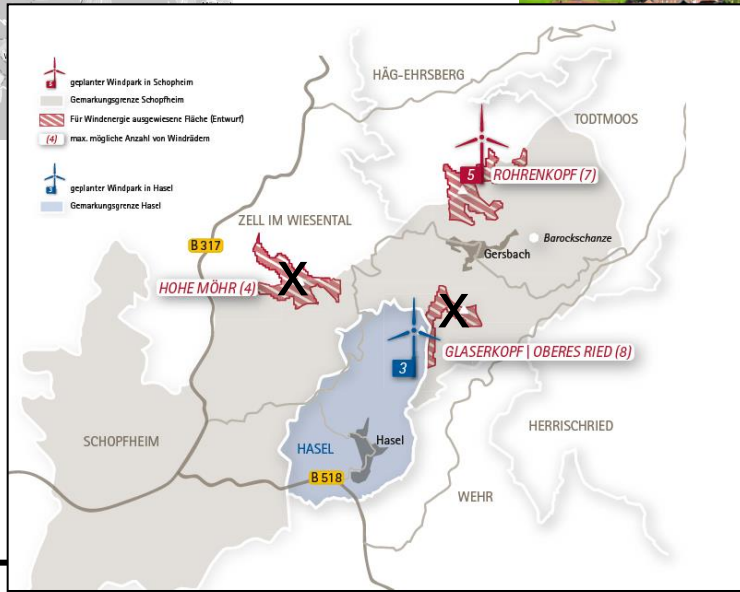 geplanter Windpark in Schopheim
Gemarkungsgrenze Schopfheim
Für Windenergie ausgewiesene Fläche (Entwurf)
(4) max. mögliche Anzahl von Windrädern
3 geplanter Windpark in Hasel
Gemarkungsgrenze Hasel
HÄG-EHRSBERG
TODTMOOS
5 ROHRENKOPF (7)
ZELL IM WIESENTAL
B 317
Barockschanze
Gersbach
HOHE MÖHR (4)
X
X
GLASERKOPF | OBERES RIED (8)
3
SCHOPFHEIM
HASEL
Hasel
HERRISCHRIED
B 518
WEHR